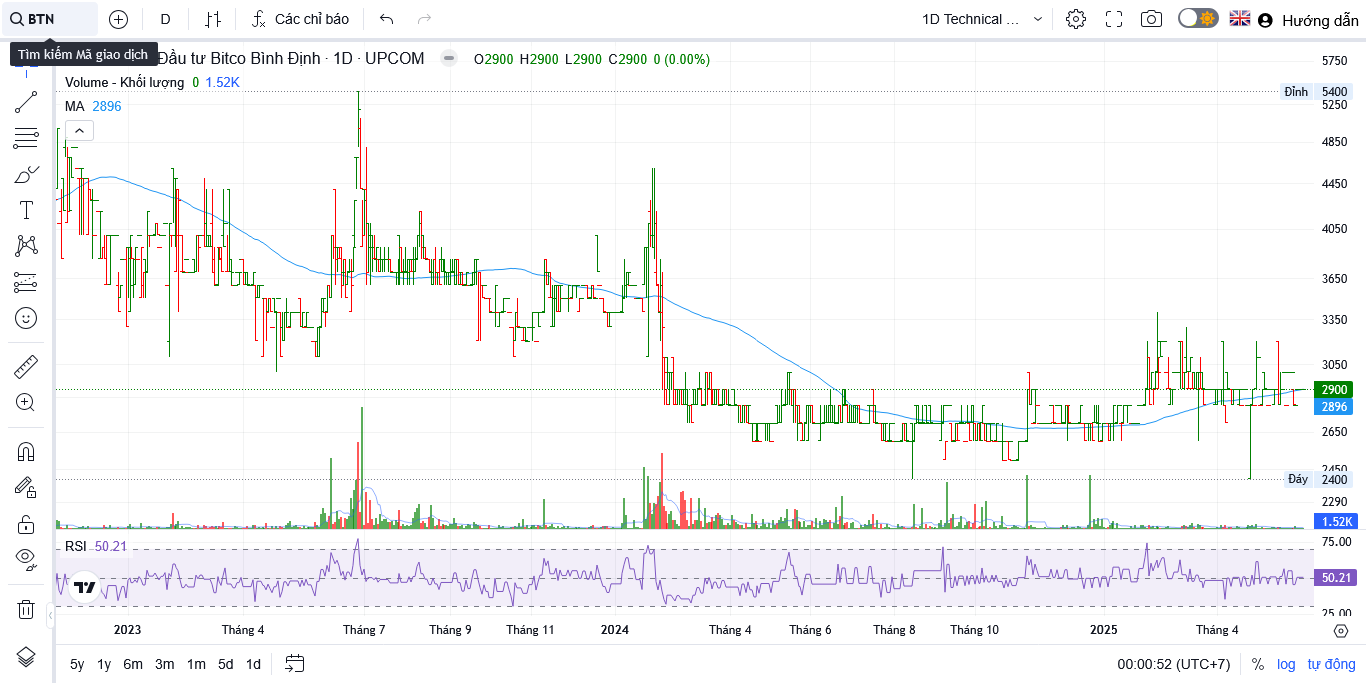 BTN
D
Các chỉ báo
1D Technical ...
Hướng dẫn
Tìm kiếm Mã giao dịch
Đầu tư Bitco Bình Định · 1D · UPCOM
O2900 H2900 L2900 C2900 0 (0.00%)
Volume - Khối lượng 0 1.52K
MA 2896
5750
Đỉnh 5400
5250
4850
4450
4050
3650
3350
3050
2900
2896
2650
2450
Đáy 2400
2290
1.52K
RSI 50.21
75.00
50.21
25.00
2023 Tháng 4 Tháng 7 Tháng 9 Tháng 11 2024 Tháng 4 Tháng 6 Tháng 8 Tháng 10 2025 Tháng 4
5y 1y 6m 3m 1m 5d 1d
00:00:52 (UTC+7) % log tự động